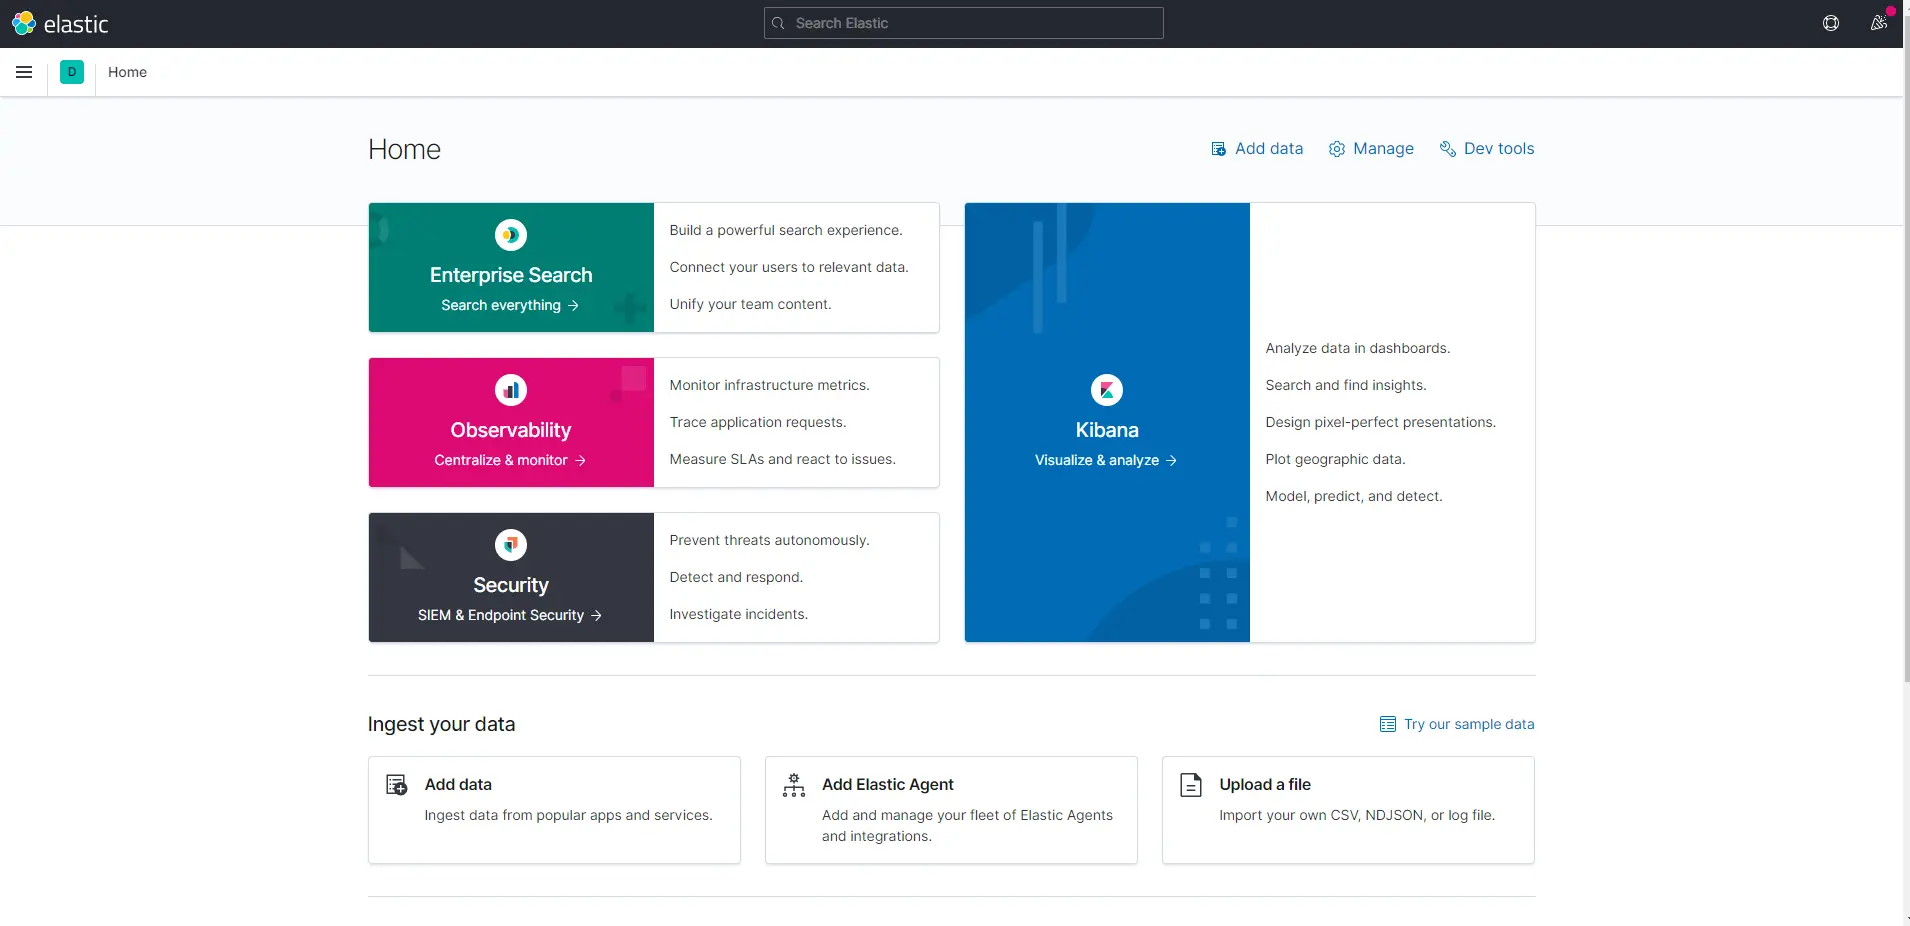 elastic
Search Elastic
D
Home
Home
Add data
Manage
Dev tools
Enterprise Search
Search everything →
Build a powerful search experience.
Connect your users to relevant data.
Unify your team content.
Observability
Centralize & monitor →
Monitor infrastructure metrics.
Trace application requests.
Measure SLAs and react to issues.
Security
SIEM & Endpoint Security →
Prevent threats autonomously.
Detect and respond.
Investigate incidents.
Kibana
Visualize & analyze →
Analyze data in dashboards.
Search and find insights.
Design pixel-perfect presentations.
Plot geographic data.
Model, predict, and detect.
Ingest your data
Try our sample data
Add data
Ingest data from popular apps and services.
Add Elastic Agent
Add and manage your fleet of Elastic Agents
and integrations.
Upload a file
Import your own CSV, NDJSON, or log file.